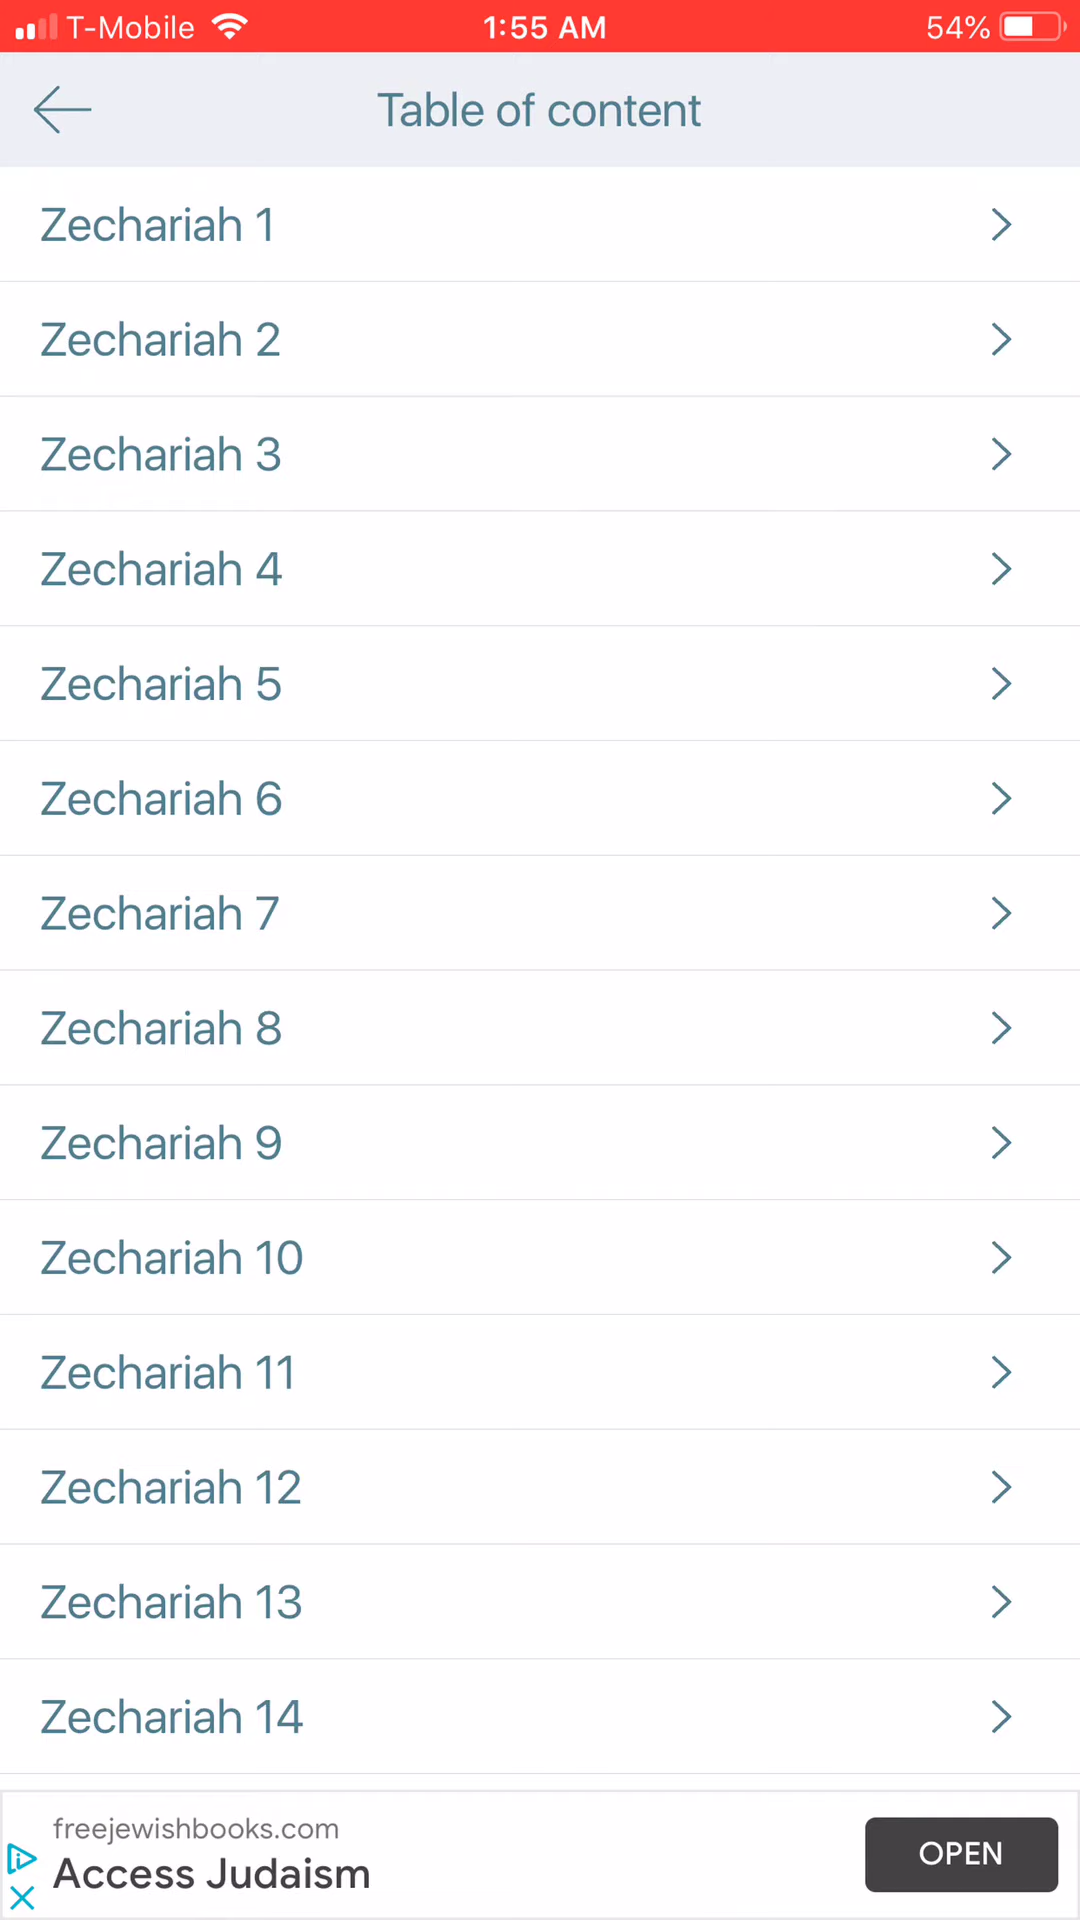 T-Mobile 1:55 AM 54%
Table of content
Zechariah 1
Zechariah 2
Zechariah 3
Zechariah 4
Zechariah 5
Zechariah 6
Zechariah 7
Zechariah 8
Zechariah 9
Zechariah 10
Zechariah 11
Zechariah 12
Zechariah 13
Zechariah 14
freejewishbooks.com
Access Judaism
OPEN